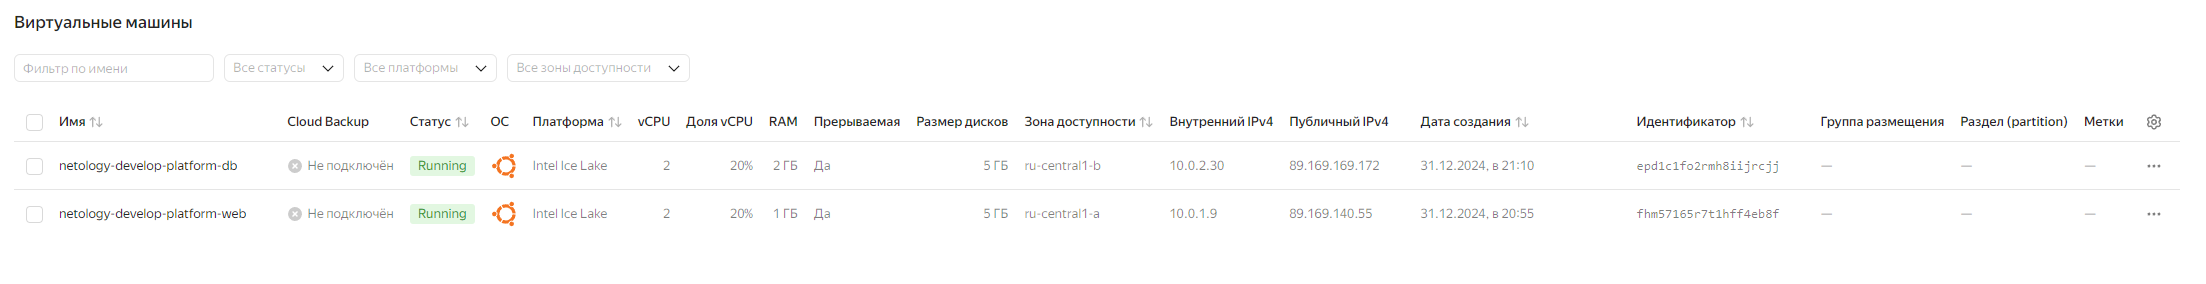 Виртуальные машины
Фильтр по имени Все статусы Все платформы Все зоны доступности
Имя Cloud Backup Статус ОС Платформа vCPU Доля vCPU RAM Прерываемая Размер дисков Зона доступности Внутренний IPv4 Публичный IPv4 Дата создания Идентификатор Группа размещения Раздел (partition) Метки
netology-develop-platform-db Не подключён Running Intel Ice Lake 2 20% 2 ГБ Да 5 ГБ ru-central1-b 10.0.2.30 89.169.169.172 31.12.2024, в 21:10 epd1c1fo2rmh8iijrcjj — — —
netology-develop-platform-web Не подключён Running Intel Ice Lake 2 20% 1 ГБ Да 5 ГБ ru-central1-a 10.0.1.9 89.169.140.55 31.12.2024, в 20:55 fhm57165r7t1hff4eb8f — — —